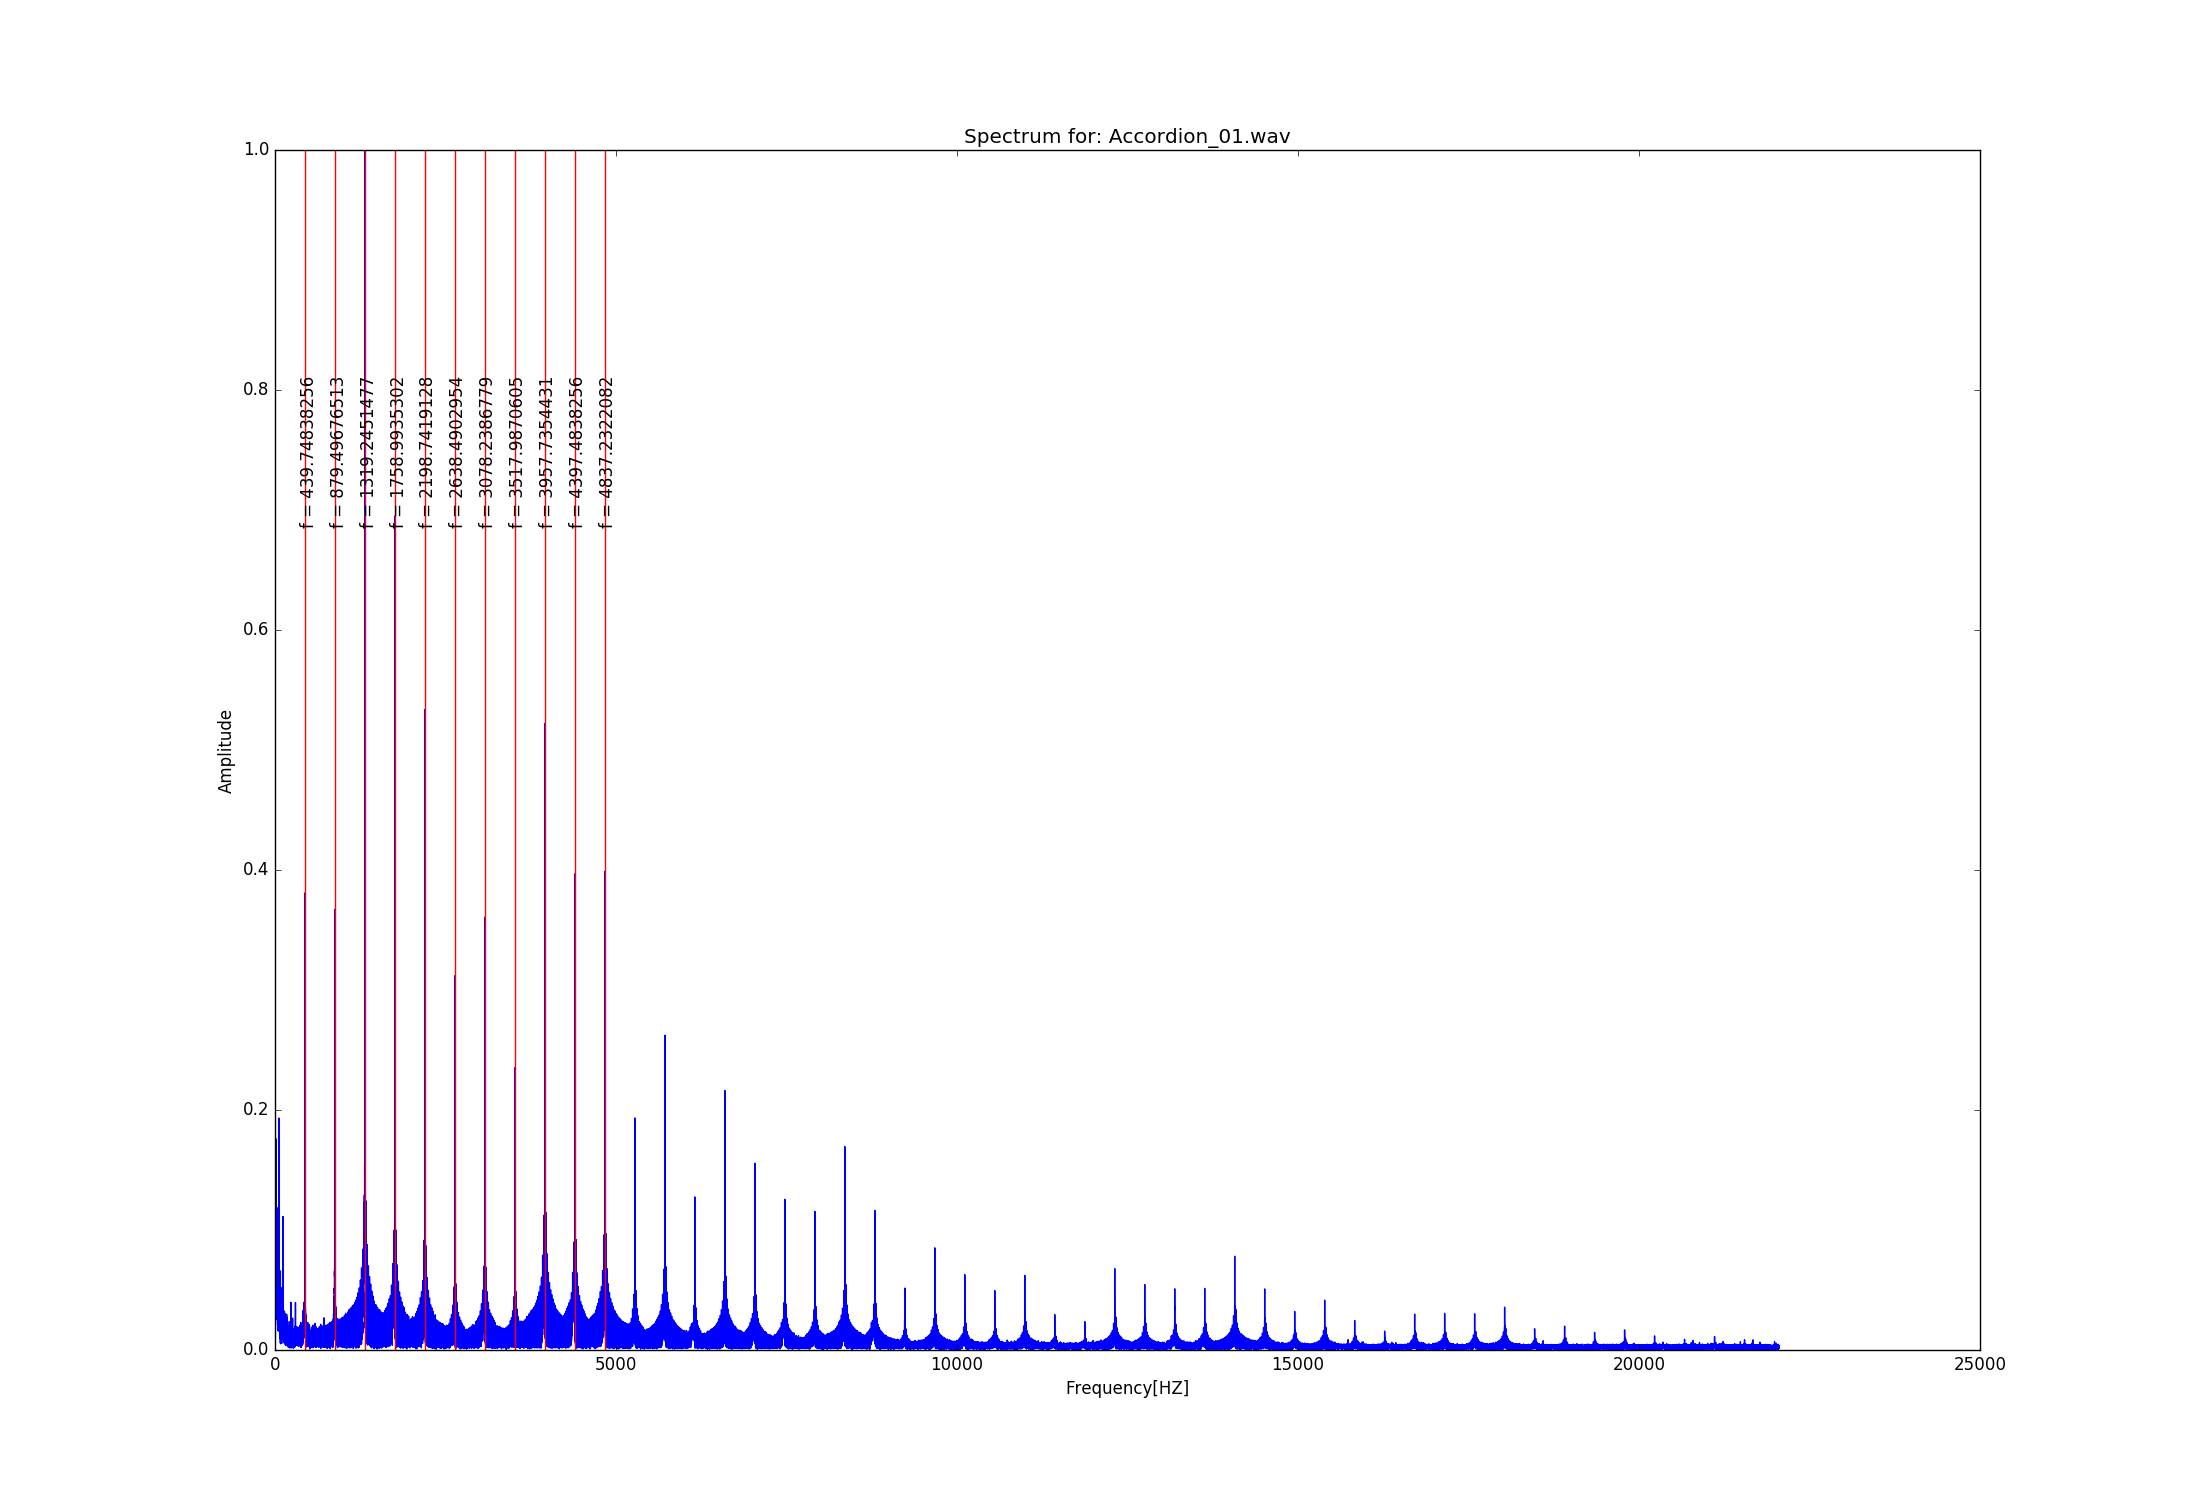 Spectrum for: Accordion_01.wav
1.0
0.8
0.6
0.4
0.2
0.0
Amplitude
f = 439.74838256
f = 879.49676513
f = 1319.2451477
f = 1758.9935302
f = 2198.7419128
f = 2638.4902954
f = 3078.2386779
f = 3517.9870605
f = 3957.7354431
f = 4397.4838256
f = 4837.2322082
0 5000 10000 15000 20000 25000
Frequency[HZ]